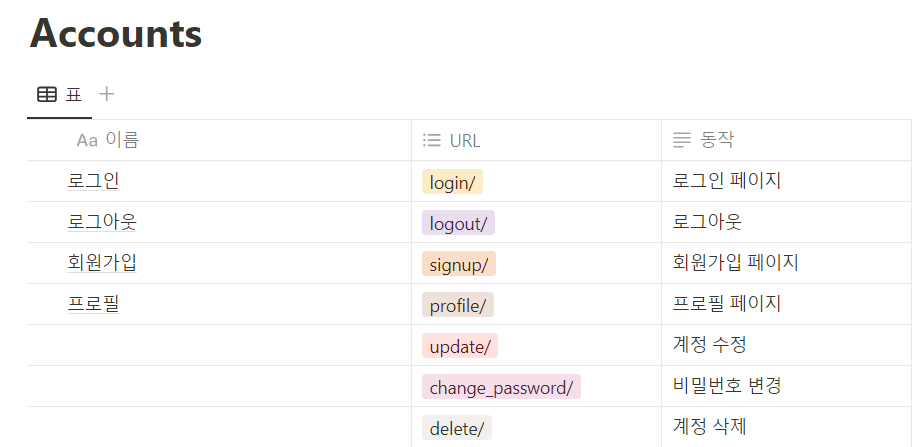 Accounts
표
Aa 이름 URL 동작
로그인 login/ 로그인 페이지
로그아웃 logout/ 로그아웃
회원가입 signup/ 회원가입 페이지
프로필 profile/ 프로필 페이지
update/ 계정 수정
change_password/ 비밀번호 변경
delete/ 계정 삭제